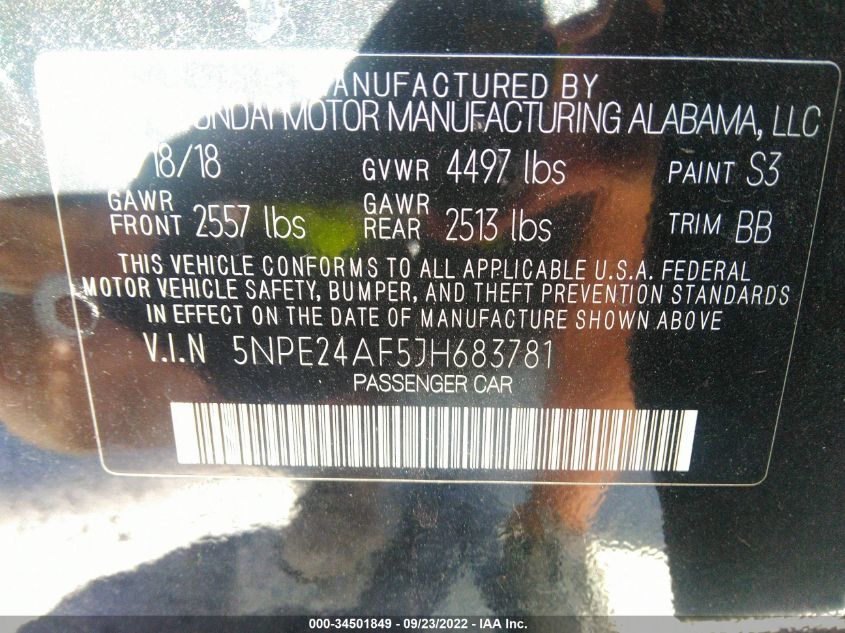 MANUFACTURED BY
HYUNDAI MOTOR MANUFACTURING ALABAMA, LLC
18/18 GVWR 4497 lbs PAINT S3
GAWR FRONT 2557 lbs GAWR REAR 2513 lbs TRIM BB
THIS VEHICLE CONFORMS TO ALL APPLICABLE U.S.A. FEDERAL
MOTOR VEHICLE SAFETY, BUMPER, AND THEFT PREVENTION STANDARDS
IN EFFECT ON THE DATE OF MANUFACTURE SHOWN ABOVE
V.I.N 5NPE24AF5JH683781
PASSENGER CAR
000-34501849 - 09/23/2022 - IAA Inc.